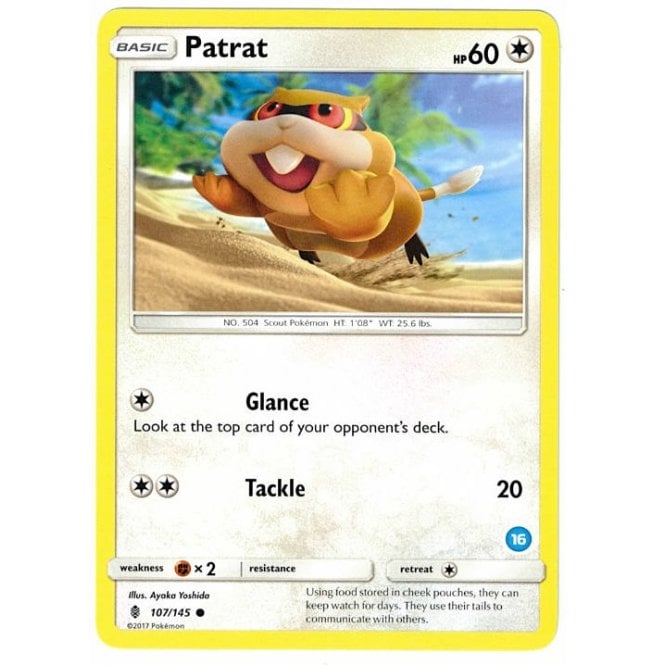 BASIC Patrat HP60
NO. 504 Scout Pokémon HT. 1'08" WT. 25.6 lbs.
Glance
Look at the top card of your opponent's deck.
Tackle 20
16
weakness ×2 resistance retreat
Illus. Ayaka Yoshida
107/145
©2017 Pokémon
Using food stored in cheek pouches, they can
keep watch for days. They use their tails to
communicate with others.